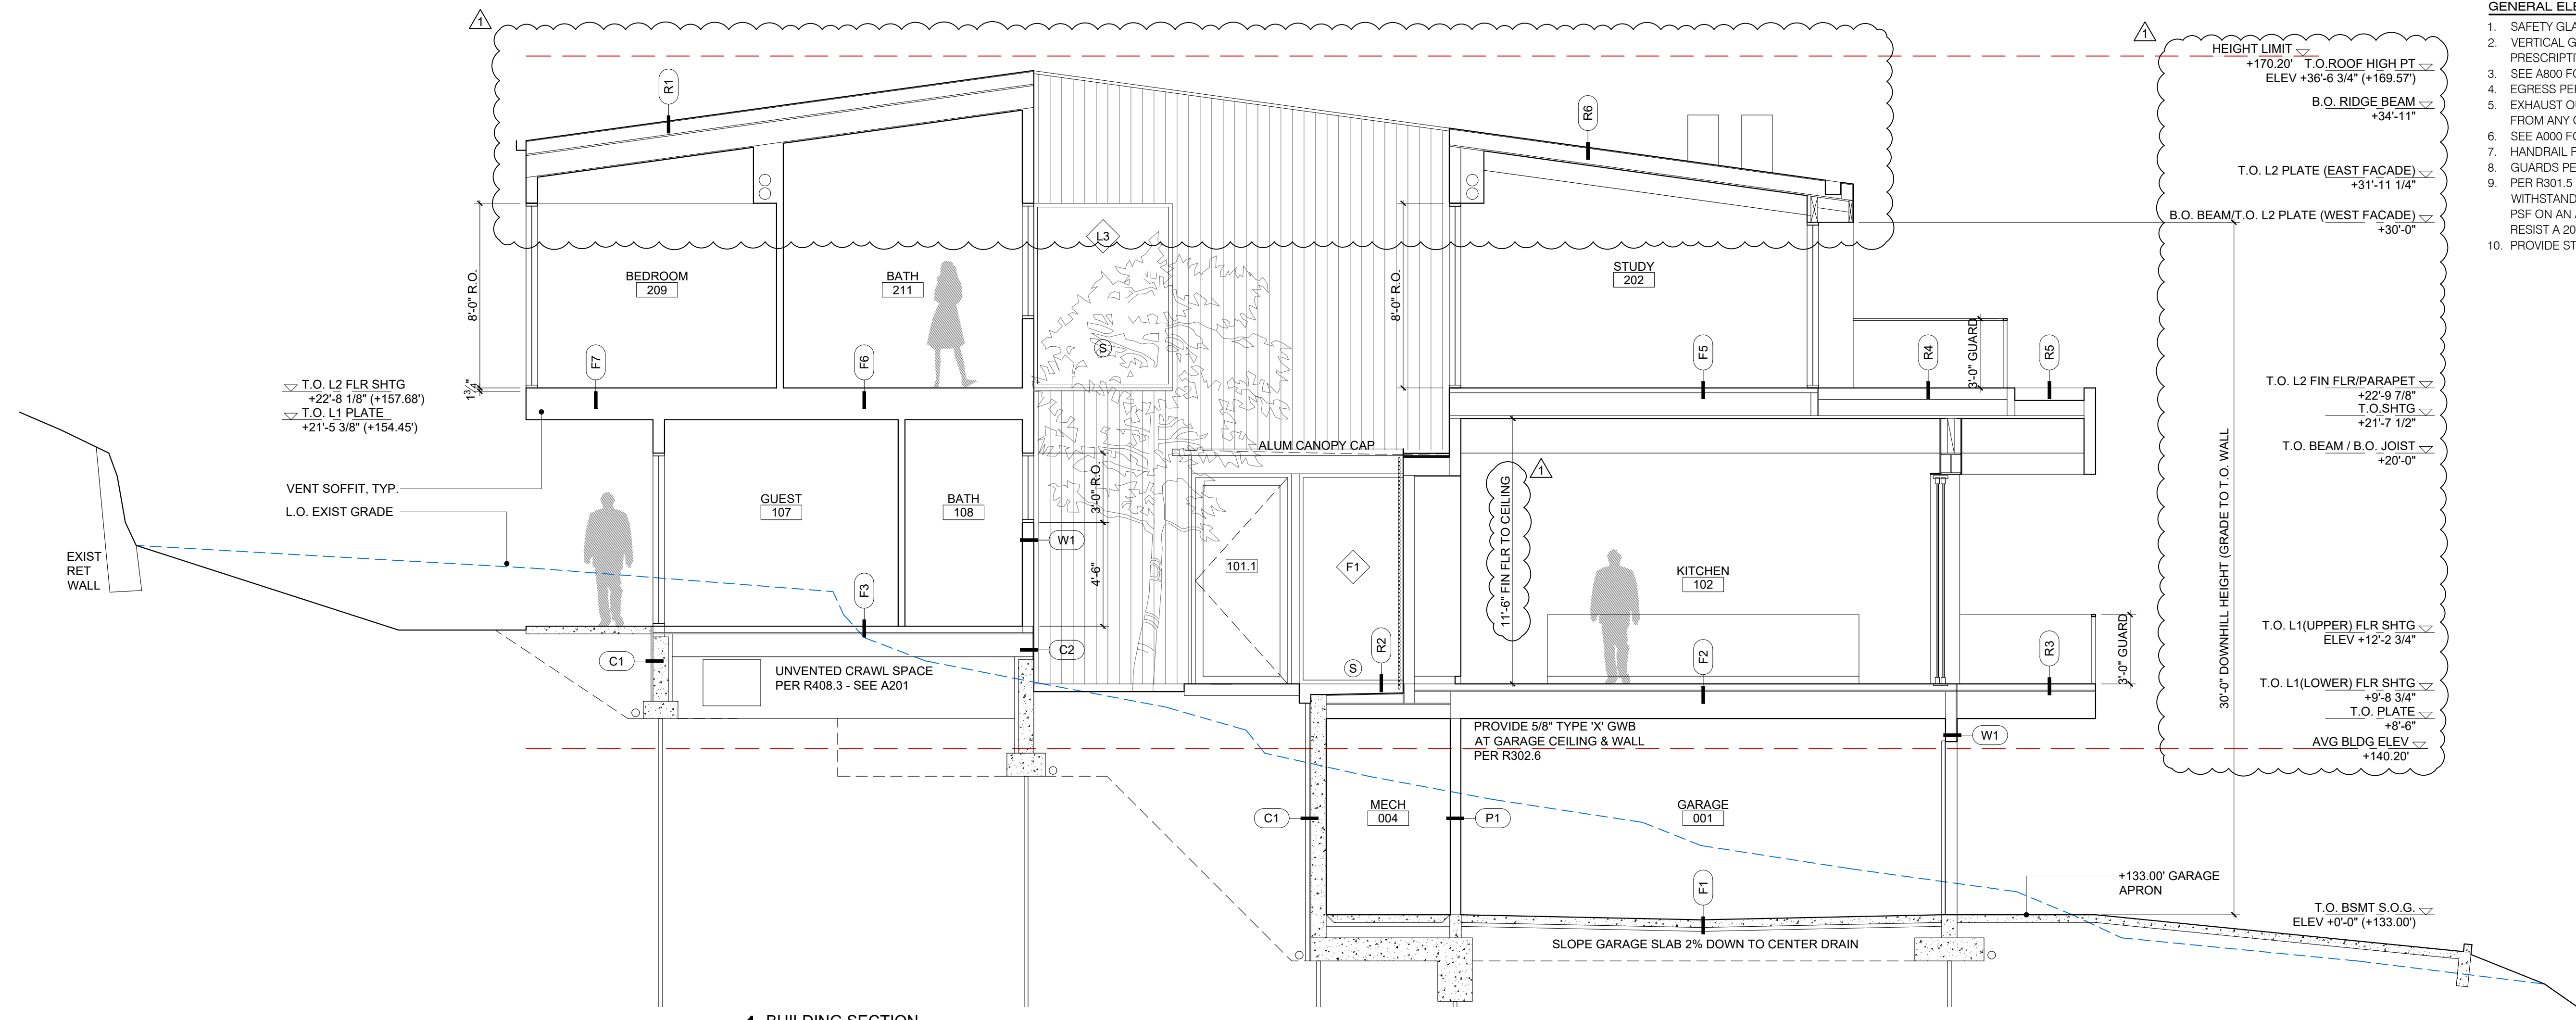 1
1
HEIGHT LIMIT
+170.20' T.O.ROOF HIGH PT
ELEV +36'-6 3/4" (+169.57')
B.O. RIDGE BEAM
+34'-11"
T.O. L2 PLATE (EAST FACADE)
+31'-11 1/4"
B.O. BEAM/T.O. L2 PLATE (WEST FACADE)
+30'-0"
T.O. L2 FIN FLR/PARAPET
+22'-9 7/8"
T.O.SHTG
+21'-7 1/2"
T.O. BEAM / B.O. JOIST
+20'-0"
T.O. L1(UPPER) FLR SHTG
ELEV +12'-2 3/4"
T.O. L1(LOWER) FLR SHTG
+9'-8 3/4"
T.O. PLATE
+8'-6"
AVG BLDG ELEV
+140.20'
T.O. BSMT S.O.G.
ELEV +0'-0" (+133.00')
30'-0" DOWNHILL HEIGHT (GRADE TO T.O. WALL
GENERAL
1. SAFETY
2. VERTICAL
3. SEE A800
4. EGRESS
5. EXHAUST
FROM ANY
6. SEE A000
7. HANDRAIL
8. GUARDS
9. PER R301.5
WITHSTAND
PSF ON AN
RESIST A
10. PROVIDE
R1
R6
L3
8'-0" R.O.
BEDROOM
209
BATH
211
8'-0" R.O.
STUDY
202
S
F7
F6
F5
R4
R5
3'-0" GUARD
1 3/4"
T.O. L2 FLR SHTG
+22'-8 1/8" (+157.68')
T.O. L1 PLATE
+21'-5 3/8" (+154.45')
ALUM CANOPY CAP
VENT SOFFIT, TYP.
L.O. EXIST GRADE
EXIST
RET
WALL
GUEST
107
BATH
108
3'-0" R.O.
4'-6"
W1
101.1
F1
11'-6" FIN FLR TO CEILING
1
KITCHEN
102
F3
C1
C2
UNVENTED CRAWL SPACE
PER R408.3 - SEE A201
S
R2
F2
R3
3'-0" GUARD
PROVIDE 5/8" TYPE 'X' GWB
AT GARAGE CEILING & WALL
PER R302.6
W1
C1
MECH
004
P1
GARAGE
001
F1
+133.00' GARAGE
APRON
SLOPE GARAGE SLAB 2% DOWN TO CENTER DRAIN
BUILDING SECTION